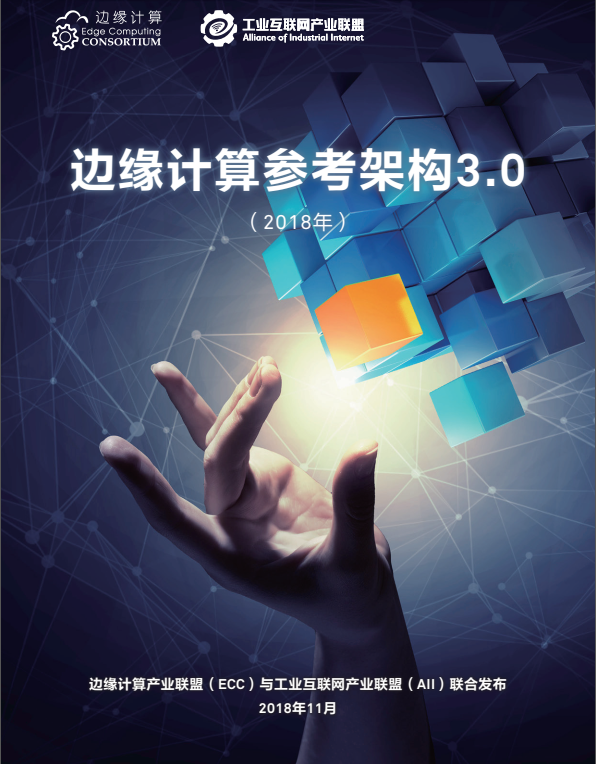 边缘计算
Edge Computing
CONSORTIUM
工业互联网产业联盟
Alliance of Industrial Internet
边缘计算参考架构3.0
（2018年）
边缘计算产业联盟（ECC）与工业互联网产业联盟（AII）联合发布
2018年11月